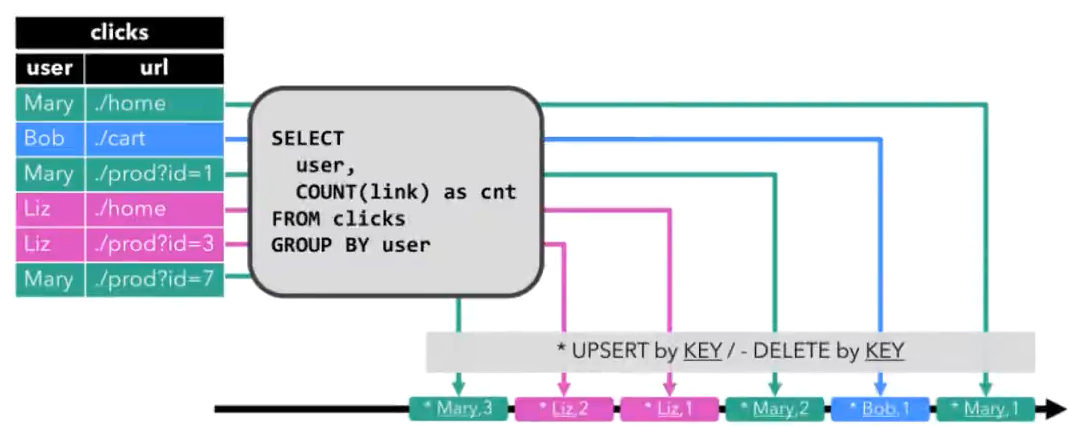 clicks
user url
Mary ./home
Bob ./cart
Mary ./prod?id=1
Liz ./home
Liz ./prod?id=3
Mary ./prod?id=7
SELECT
user,
COUNT(link) as cnt
FROM clicks
GROUP BY user
* UPSERT by KEY / - DELETE by KEY
* Mary,3 * Liz,2 * Liz,1 * Mary,2 * Bob,1 * Mary,1